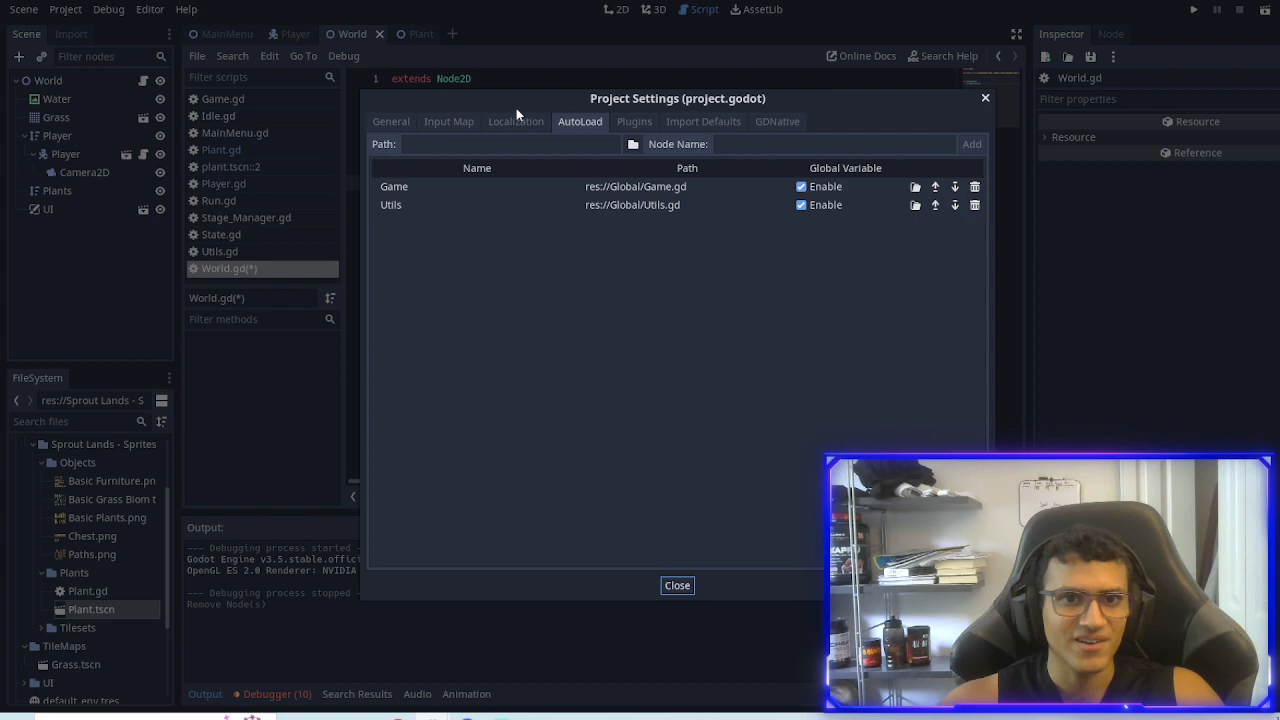 Scene Project Debug Editor Help
2D 3D Script AssetLib
Scene Import
MainMenu Player World Plant
Inspector Node
Filter nodes
File Search Edit Go To Debug
Online Docs Search Help
World
Water
Grass
Player
Player
Camera2D
Plants
UI
Filter scripts
Game.gd
Idle.gd
MainMenu.gd
Plant.gd
plant.tscn::2
Player.gd
Run.gd
Stage_Manager.gd
State.gd
Utils.gd
World.gd(*)
World.gd(*)
Filter methods
1 extends Node2D
Project Settings (project.godot)
General Input Map Localization AutoLoad Plugins Import Defaults GDNative
Path: Node Name: Add
Name Path Global Variable
Game res://Global/Game.gd Enable
Utils res://Global/Utils.gd Enable
Close
World.gd
Filter properties
Resource
Resource
Reference
FileSystem
res://Sprout Lands - S
Search files
Sprout Lands - Sprites
Objects
Basic Furniture.pn
Basic Grass Biom t
Basic Plants.png
Chest.png
Paths.png
Plants
Plant.gd
Plant.tscn
Tilesets
TileMaps
Grass.tscn
UI
default_env.tres
Output:
--- Debugging process started -
Godot Engine v3.5.stable.offici
OpenGL ES 2.0 Renderer: NVIDIA
--- Debugging process stopped -
Remove Node(s)
Output Debugger (10) Search Results Audio Animation